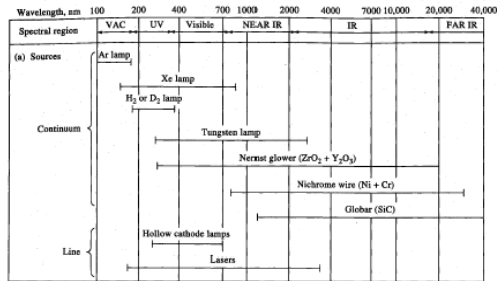 Wavelength, nm 100 200 400 700 1000 2000 4000 7000 10,000 20,000 40,000
Spectral region VAC UV Visible NEAR IR IR FAR IR
(a) Sources Ar lamp
Xe lamp
H₂ or D₂ lamp
Continuum
Tungsten lamp
Nernst glower (ZrO₂ + Y₂O₃)
Nichrome wire (Ni + Cr)
Globar (SiC)
Hollow cathode lamps
Line
Lasers